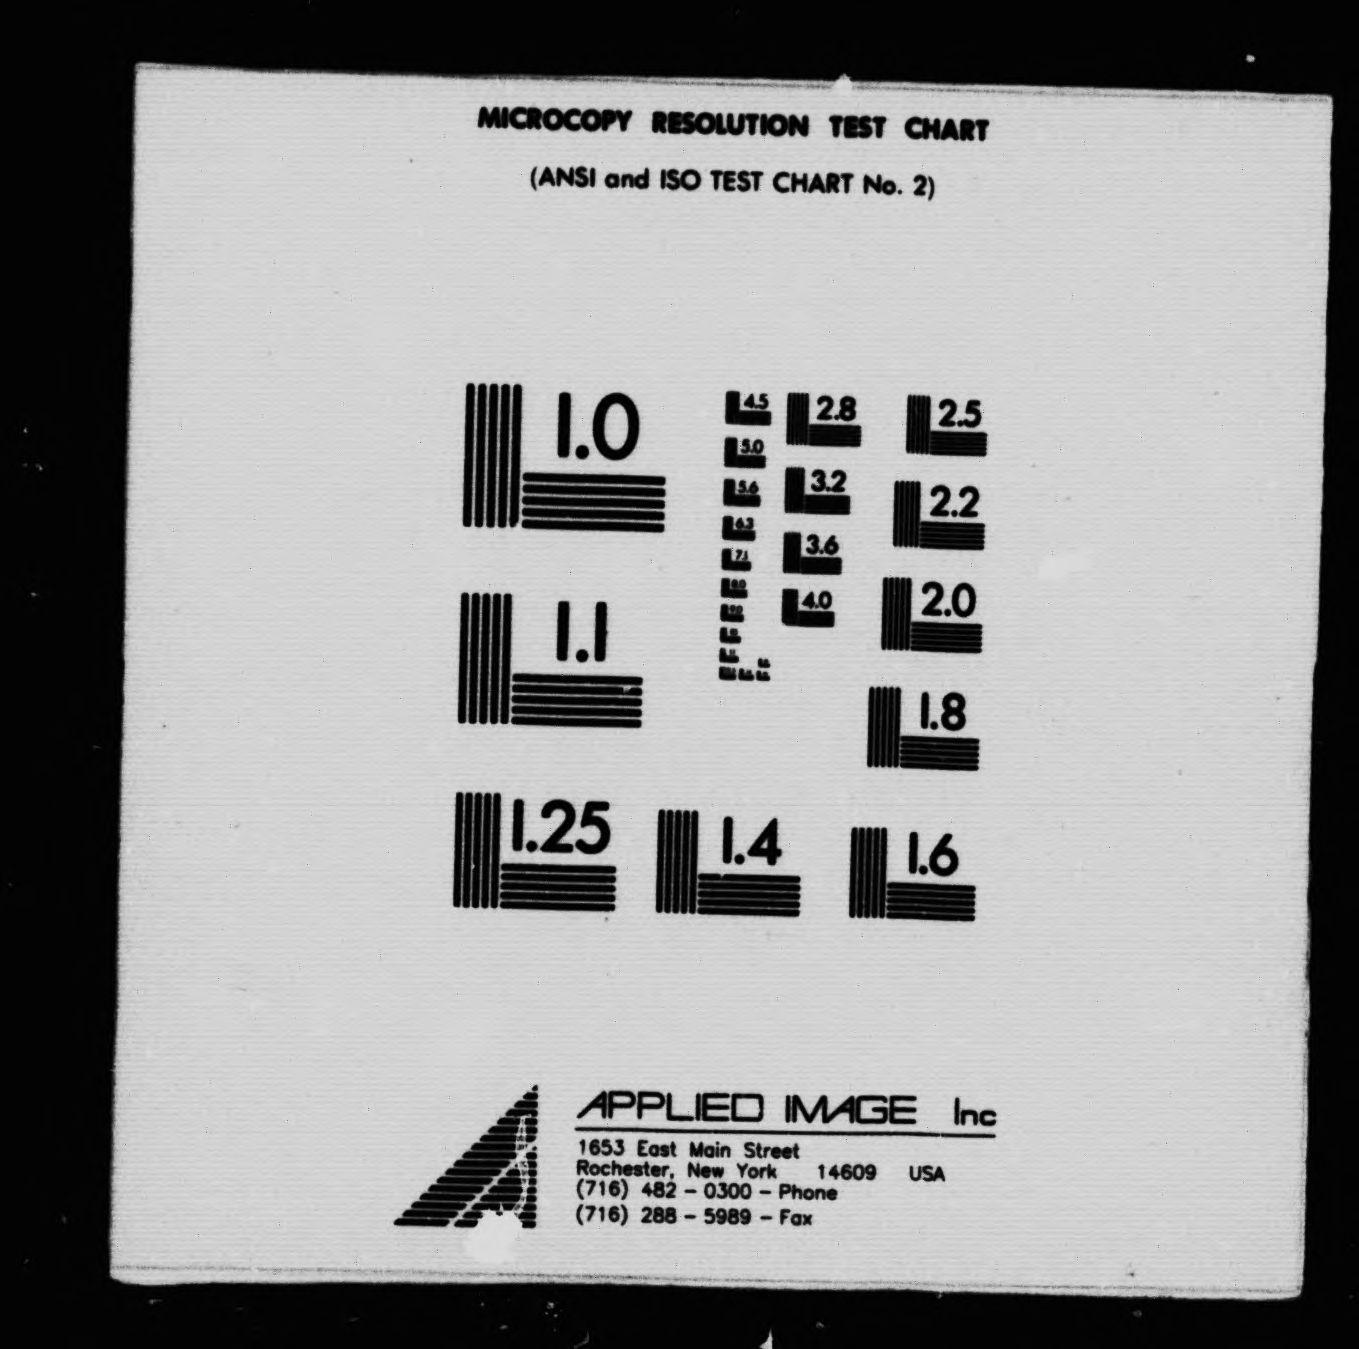 MICROCOPY RESOLUTION TEST CHART
(ANSI and ISO TEST CHART No. 2)
1.0
4.5
2.8
2.5
5.0
3.2
2.2
5.6
6.3
3.6
7.1
2.0
8.0
4.0
1.1
1.8
1.25
1.4
1.6
APPLIED IMAGE Inc
1653 East Main Street
Rochester, New York 14609 USA
(716) 482 - 0300 - Phone
(716) 288 - 5989 - Fax